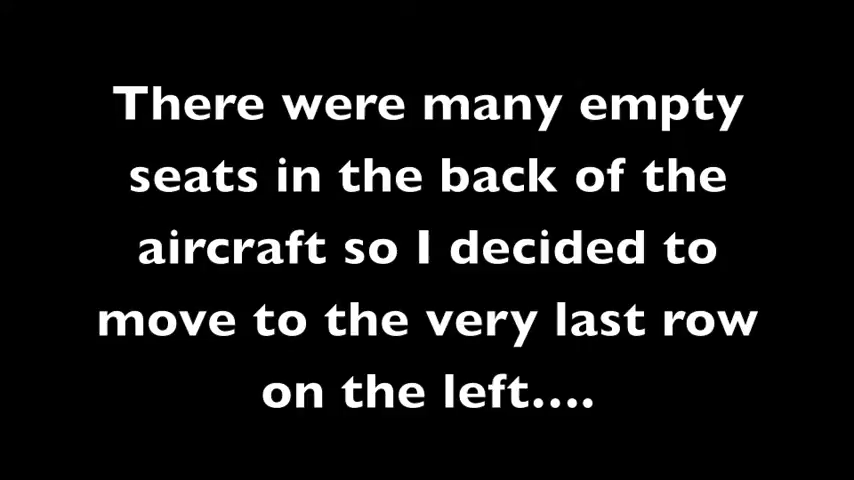 There were many empty
seats in the back of the
aircraft so I decided to
move to the very last row
on the left....